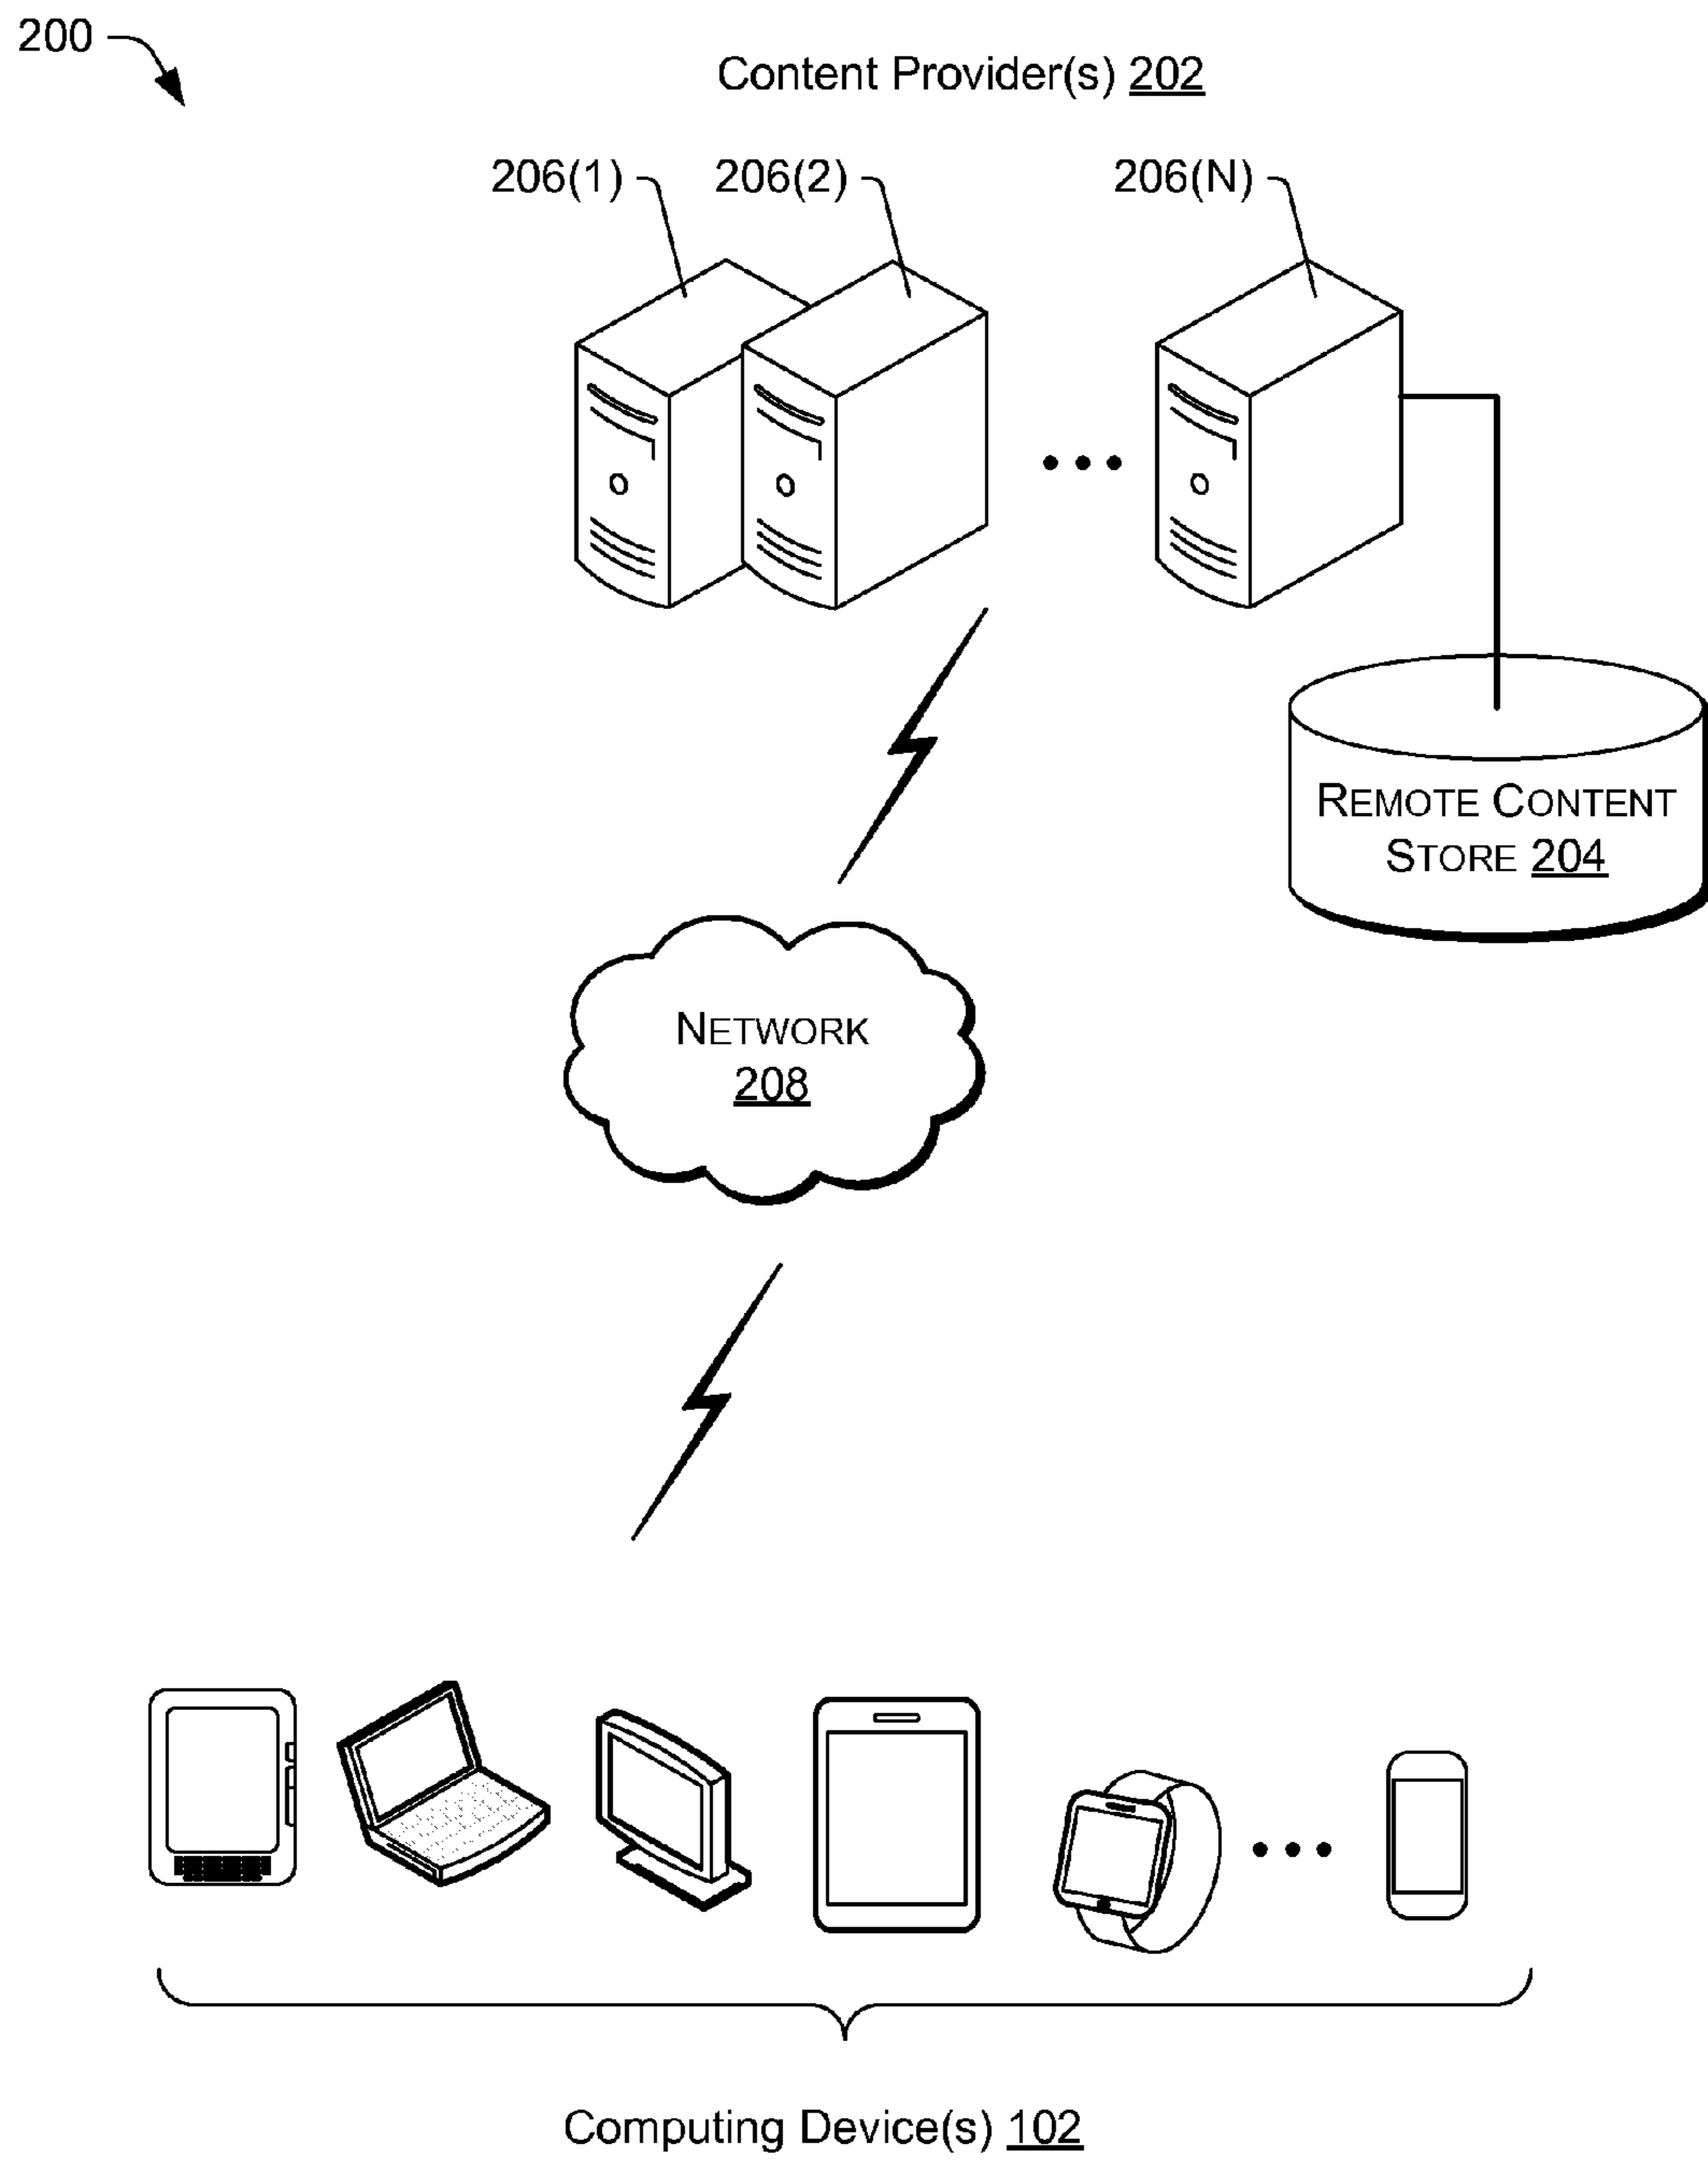 200
Content Provider(s) 202
206(1) 206(2) 206(N)
REMOTE CONTENT
STORE 204
NETWORK
208
Computing Device(s) 102